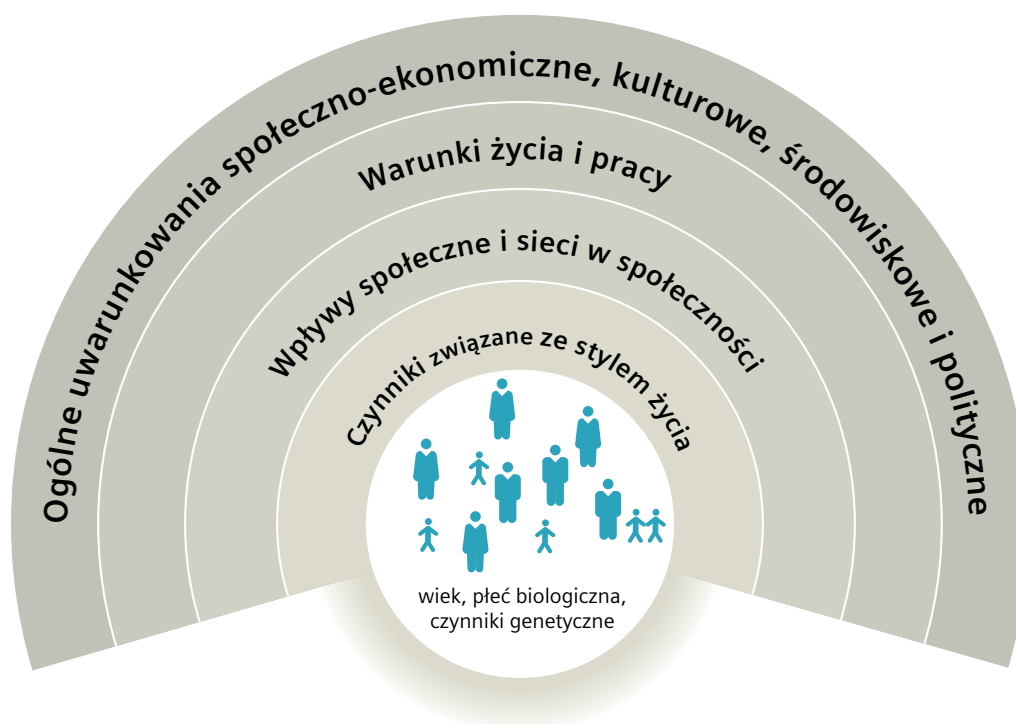 Ogólne uwarunkowania społeczno-ekonomiczne, kulturowe, środowiskowe i polityczne
Warunki życia i pracy
Wpływy społeczne i sieci w społeczności
Czynniki związane ze stylem życia
wiek, płeć biologiczna,
czynniki genetyczne